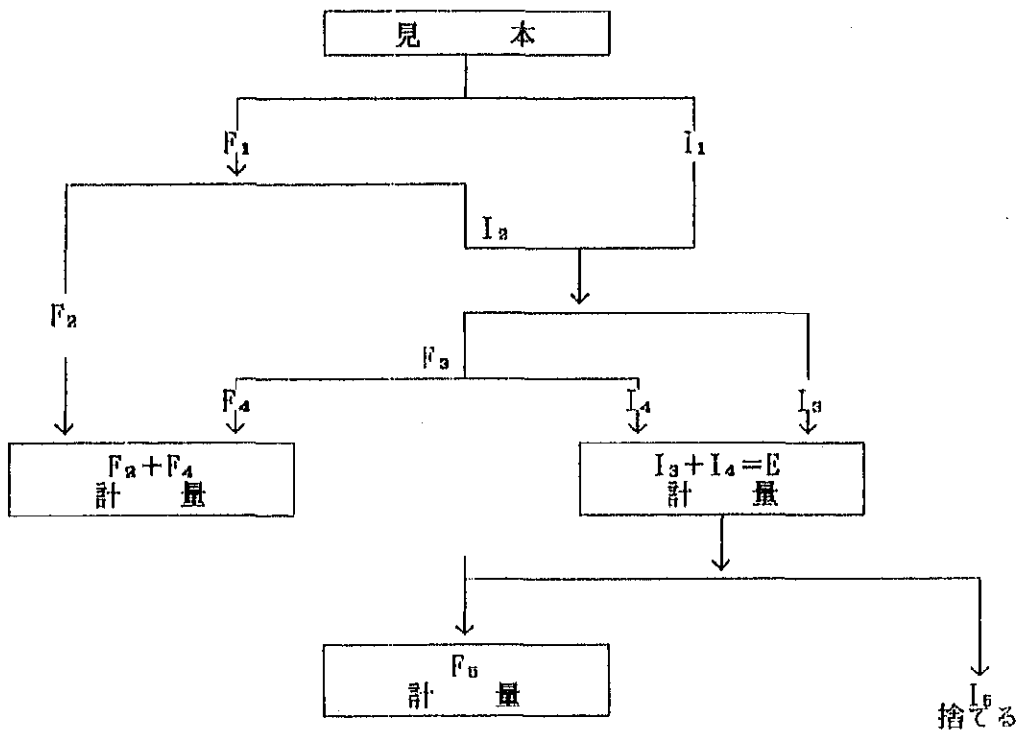 見　本
F₁
I₁
I₂
F₂
F₃
F₄
I₄
I₃
F₂+F₄
計　量
I₃+I₄=E
計　量
F₅
計　量
I₅
捨てる